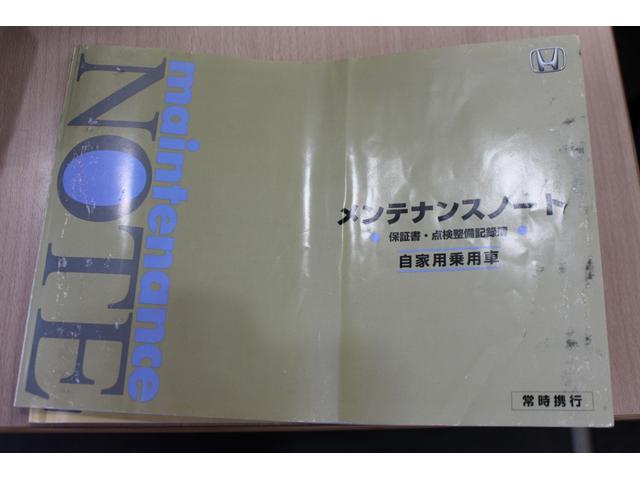 maintenance
NOTE
メンテナンスノート
保証書・点検整備記録簿
自家用乗用車
常時携行